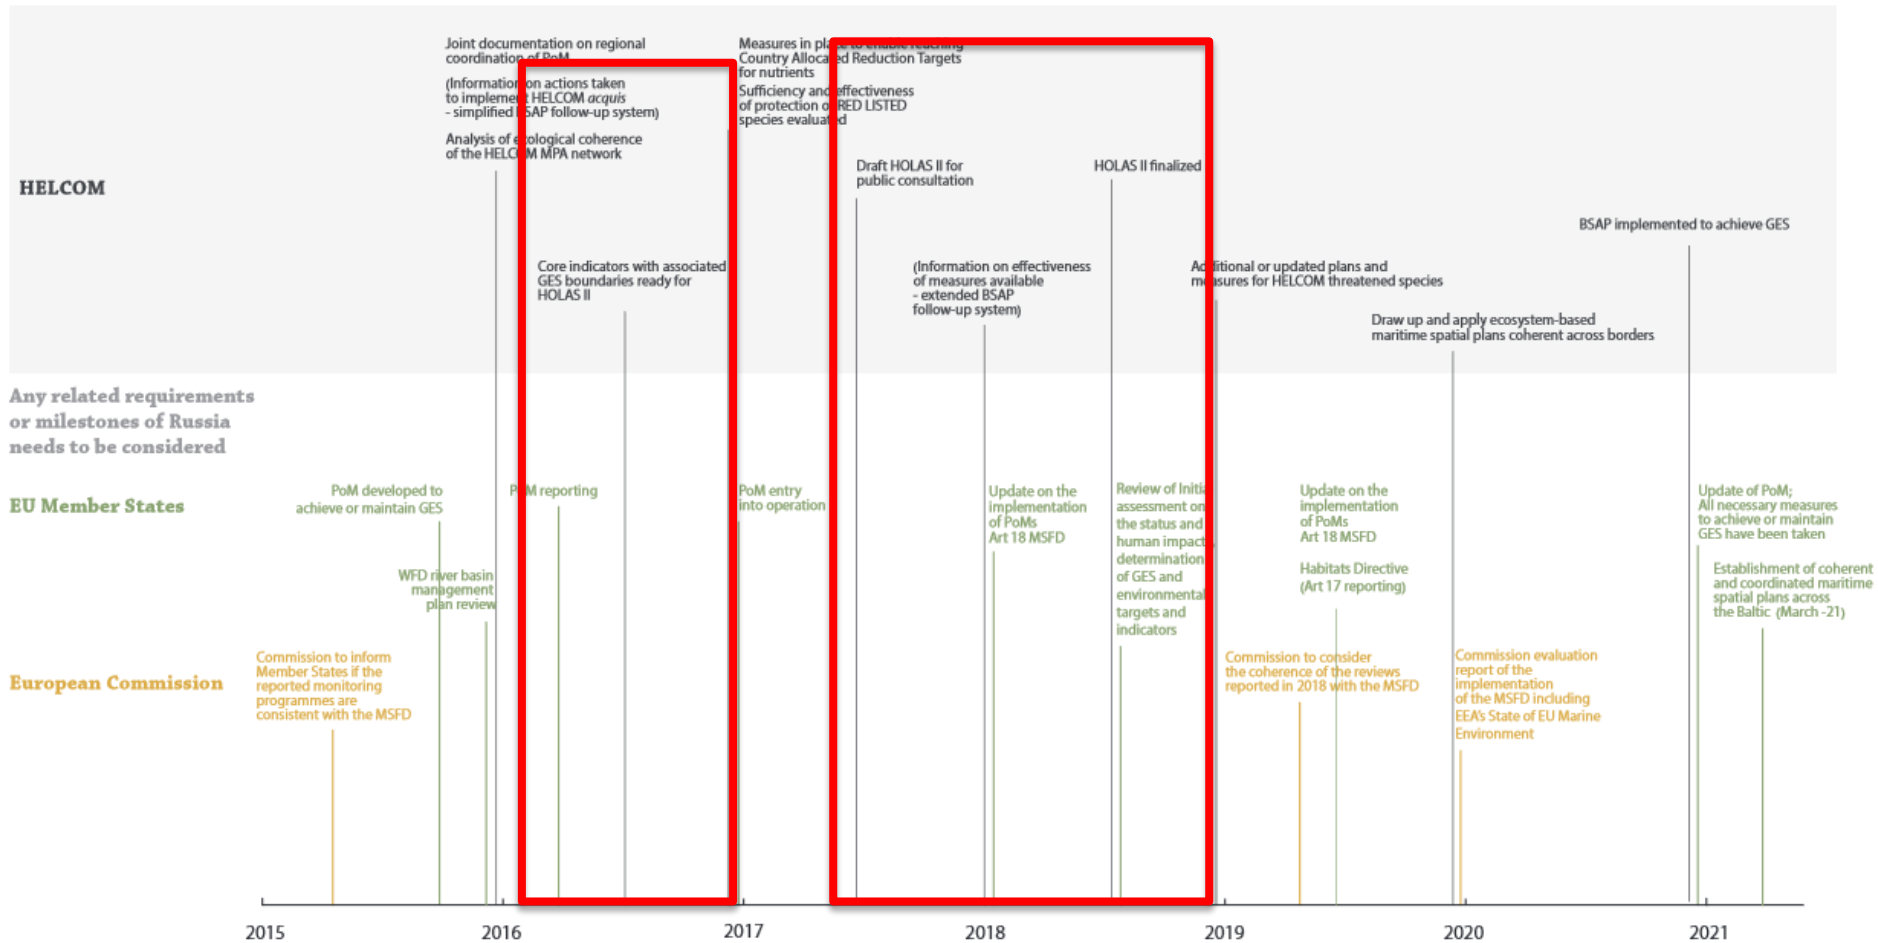 Joint documentation on regional
coordination of PoM
(Information on actions taken
to implement HELCOM acquis
- simplified BSAP follow-up system)
Analysis of ecological coherence
of the HELCOM MPA network
Measures in place to enable reaching
Country Allocated Reduction Targets
for nutrients
Sufficiency and effectiveness
of protection of RED LISTED
species evaluated
Draft HOLAS II for
public consultation
HOLAS II finalized
HELCOM
BSAP implemented to achieve GES
Core indicators with associated
GES boundaries ready for
HOLAS II
(Information on effectiveness
of measures available
- extended BSAP
follow-up system)
Additional or updated plans and
measures for HELCOM threatened species
Draw up and apply ecosystem-based
maritime spatial plans coherent across borders
Any related requirements
or milestones of Russia
needs to be considered
EU Member States
PoM developed to
achieve or maintain GES
PoM reporting
PoM entry
into operation
Update on the
implementation
of PoMs
Art 18 MSFD
Review of Initial
assessment on
the status and
human impact,
determination
of GES and
environmental
targets and
indicators
Update on the
implementation
of PoMs
Art 18 MSFD
Habitats Directive
(Art 17 reporting)
Update of PoM;
All necessary measures
to achieve or maintain
GES have been taken
Establishment of coherent
and coordinated maritime
spatial plans across
the Baltic (March -21)
WFD river basin
management
plan review
European Commission
Commission to inform
Member States if the
reported monitoring
programmes are
consistent with the MSFD
Commission to consider
the coherence of the reviews
reported in 2018 with the MSFD
Commission evaluation
report of the
implementation
of the MSFD including
EEA's State of EU Marine
Environment
2015
2016
2017
2018
2019
2020
2021